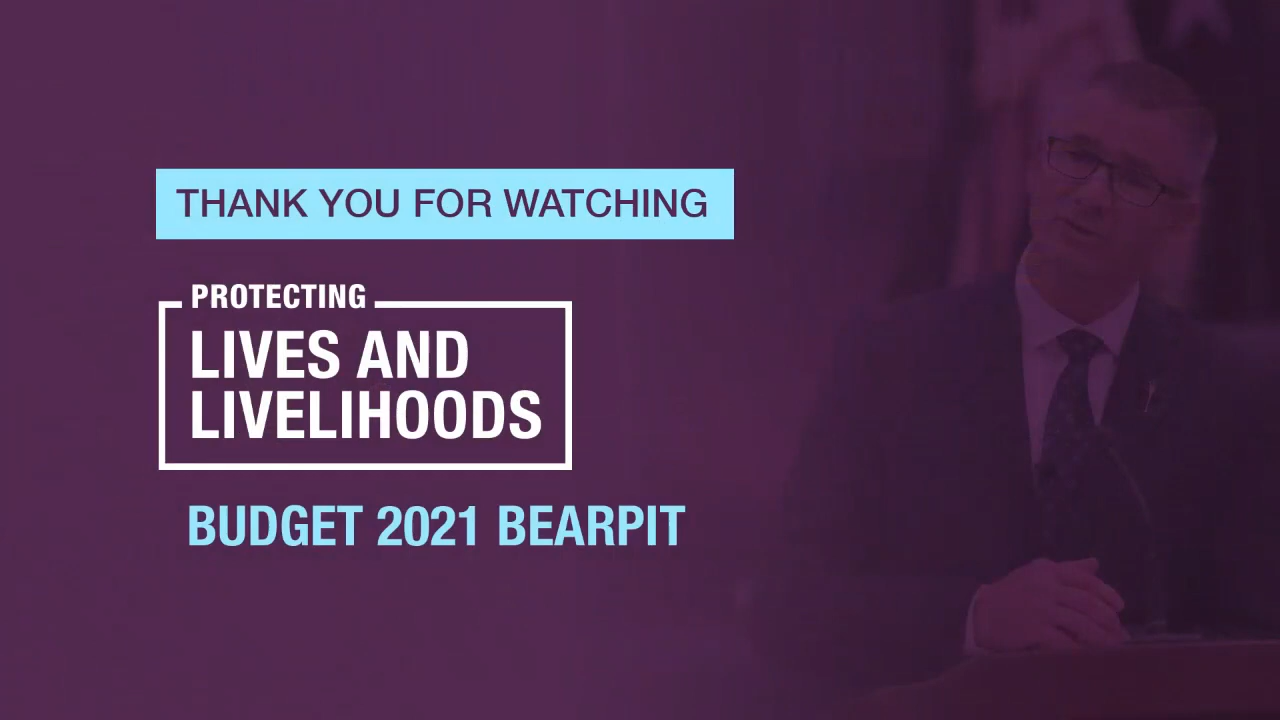 THANK YOU FOR WATCHING
PROTECTING
LIVES AND
LIVELIHOODS
BUDGET 2021 BEARPIT